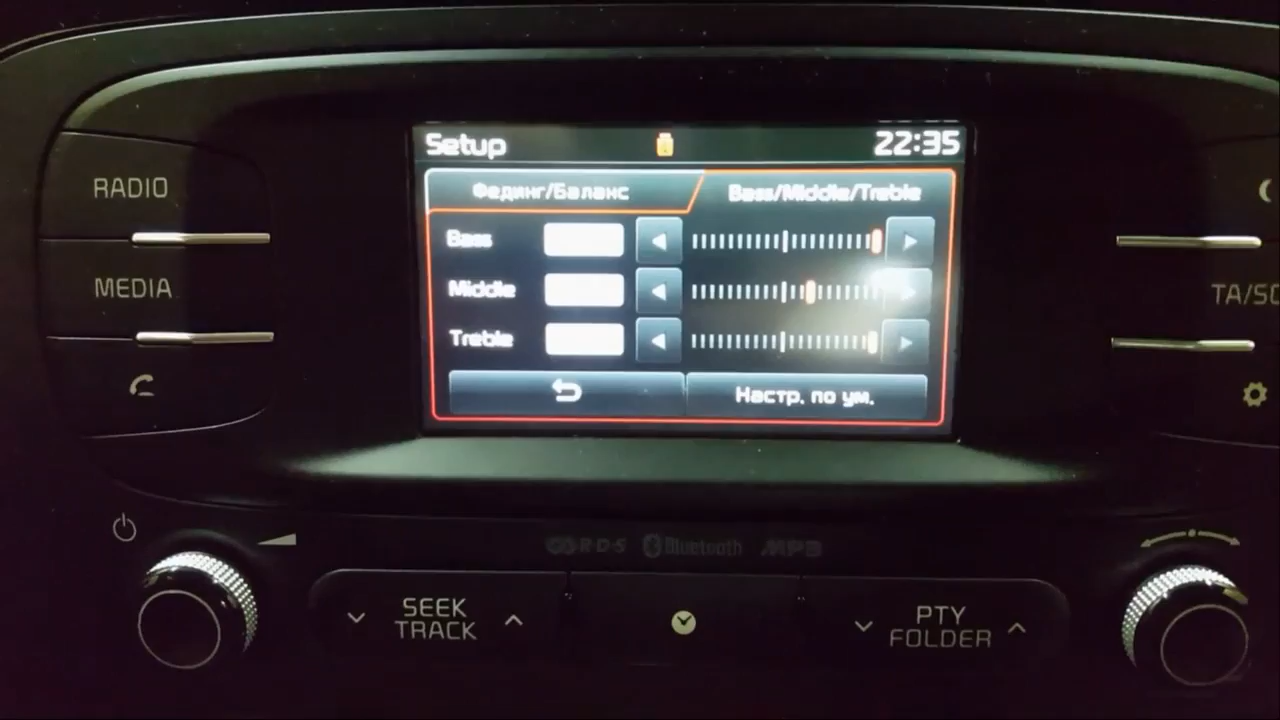 Setup
22:35
Фединг/Баланс
Bass/Middle/Treble
Bass
Middle
Treble
Настр. по ум.
RADIO
MEDIA
TA/SC
RDS
Bluetooth
MP3
SEEK
TRACK
PTY
FOLDER